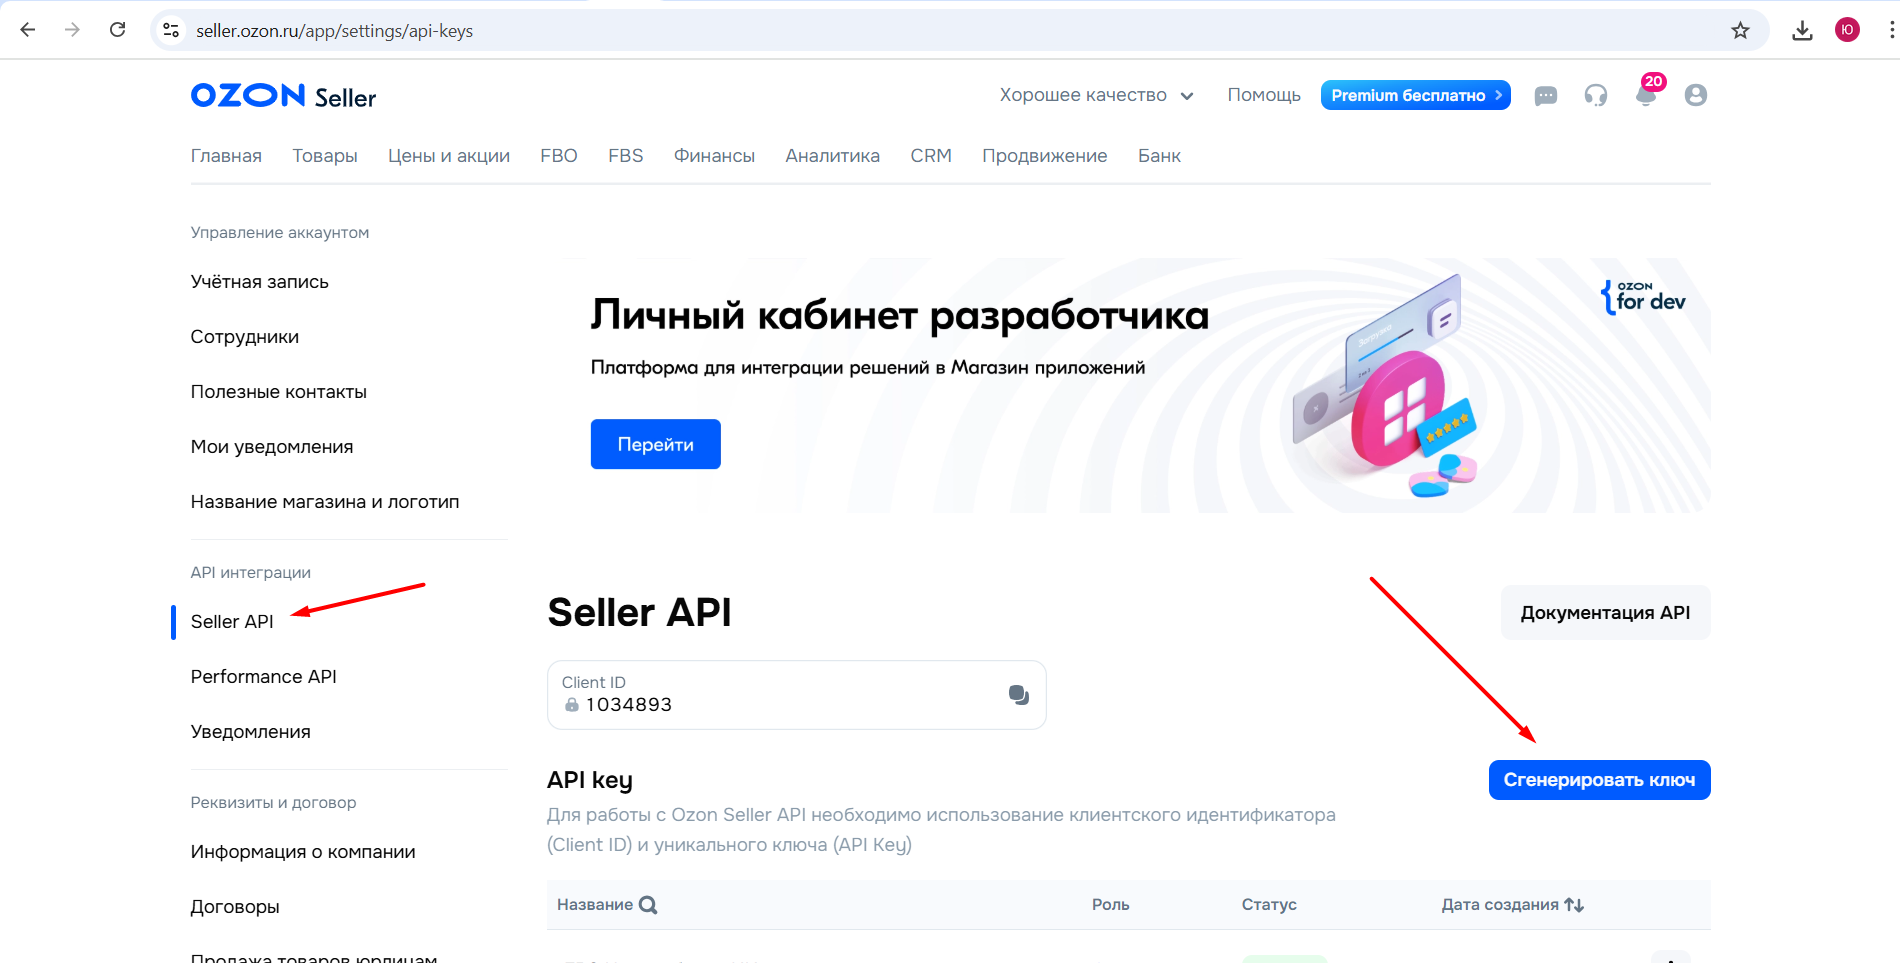 seller.ozon.ru/app/settings/api-keys
Ю
OZON Seller
Хорошее качество
Помощь
Premium бесплатно
20
Главная Товары Цены и акции FBO FBS Финансы Аналитика CRM Продвижение Банк
Управление аккаунтом
Учётная запись
Сотрудники
Полезные контакты
Мои уведомления
Название магазина и логотип
API интеграции
Seller API
Performance API
Уведомления
Реквизиты и договор
Информация о компании
Договоры
Продажа товаров юрлицам
Личный кабинет разработчика
Платформа для интеграции решений в Магазин приложений
Перейти
OZON
for dev
Seller API
Документация API
Client ID
1034893
API key
Сгенерировать ключ
Для работы с Ozon Seller API необходимо использование клиентского идентификатора
(Client ID) и уникального ключа (API Key)
Название Роль Статус Дата создания